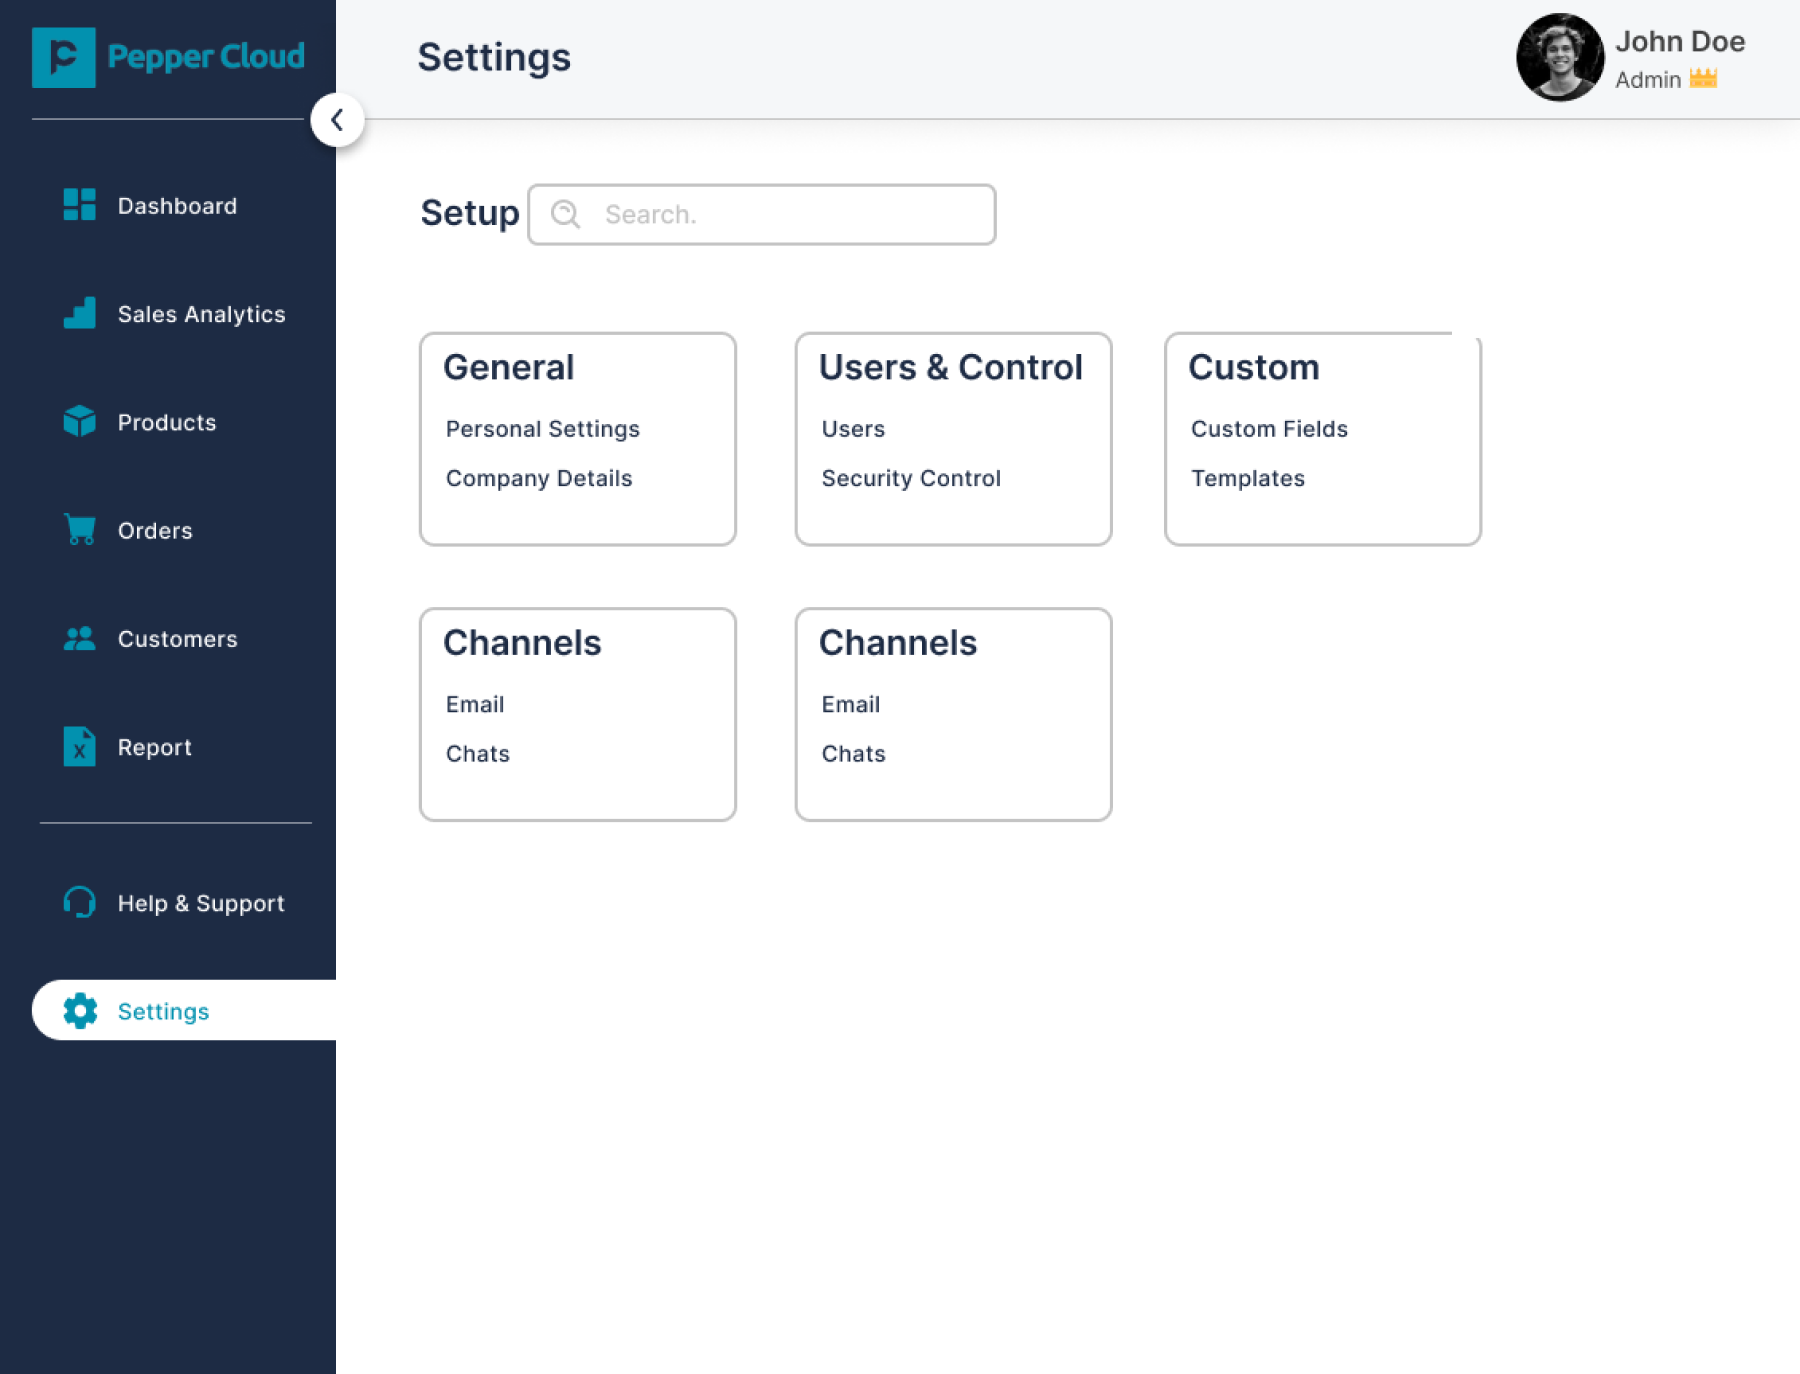 Pepper Cloud
Settings
John Doe
Admin
Dashboard
Sales Analytics
Products
Orders
Customers
Report
Help & Support
Settings
Setup
Search.
General
Personal Settings
Company Details
Users & Control
Users
Security Control
Custom
Custom Fields
Templates
Channels
Email
Chats
Channels
Email
Chats